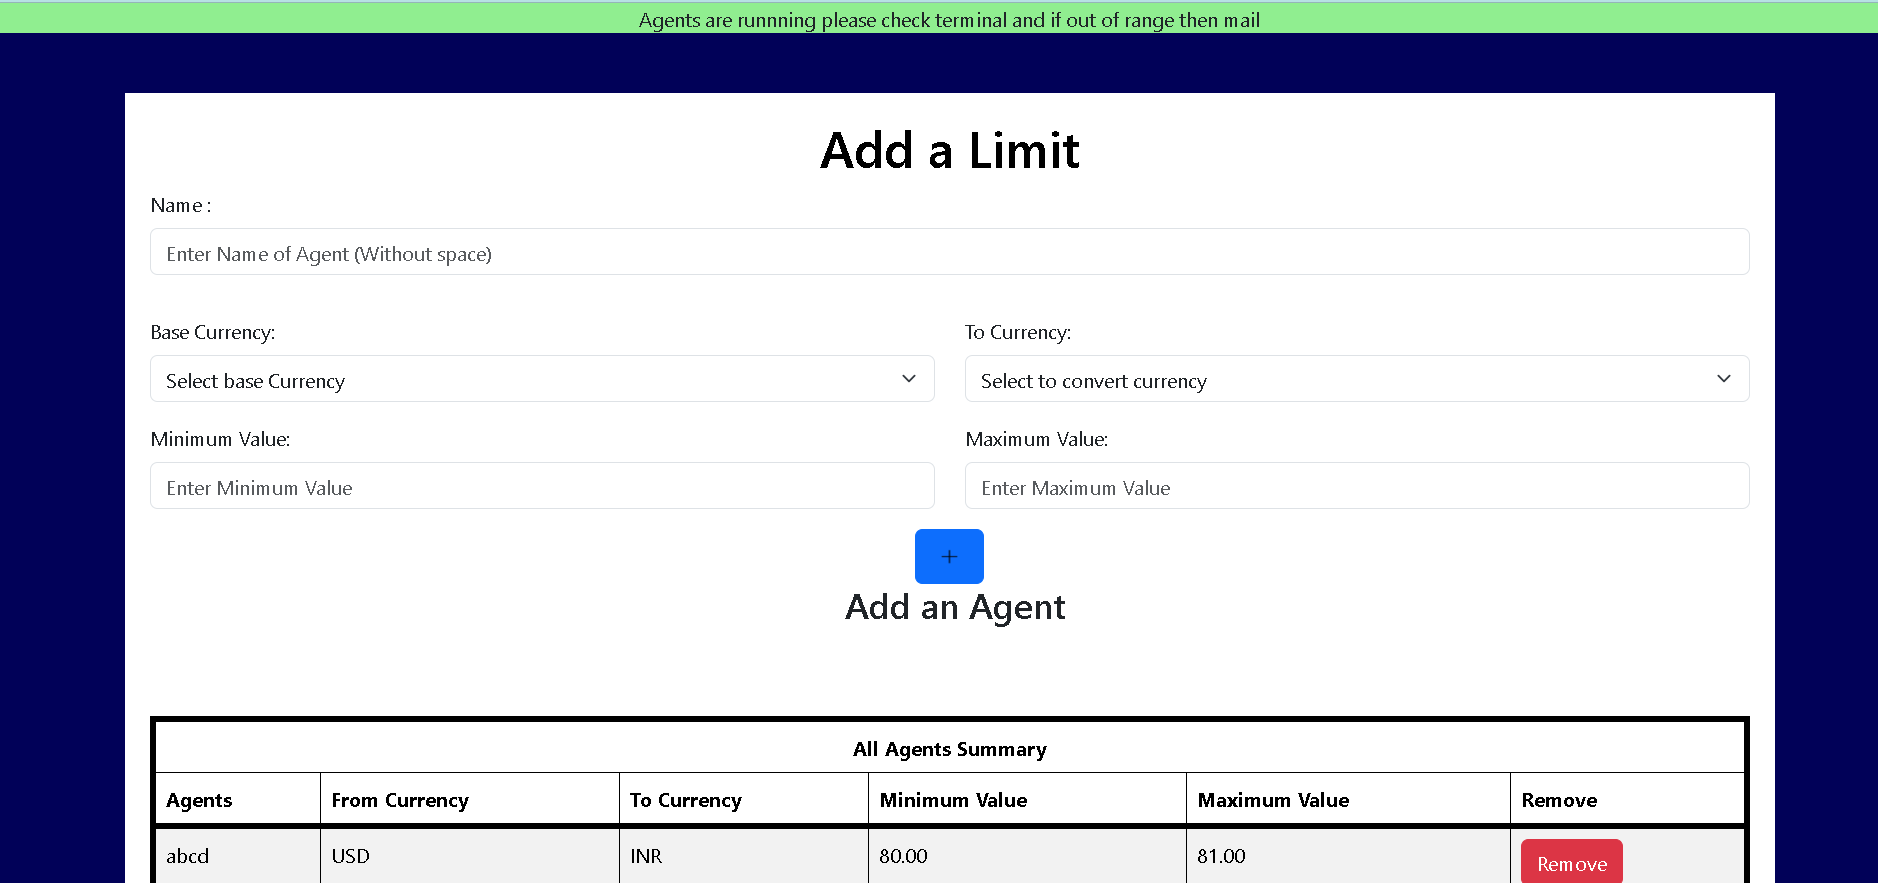 Agents are runnning please check terminal and if out of range then mail
Add a Limit
Name :
Enter Name of Agent (Without space)
Base Currency: To Currency:
Select base Currency Select to convert currency
Minimum Value: Maximum Value:
Enter Minimum Value Enter Maximum Value
+
Add an Agent
All Agents Summary
Agents From Currency To Currency Minimum Value Maximum Value Remove
abcd USD INR 80.00 81.00 Remove